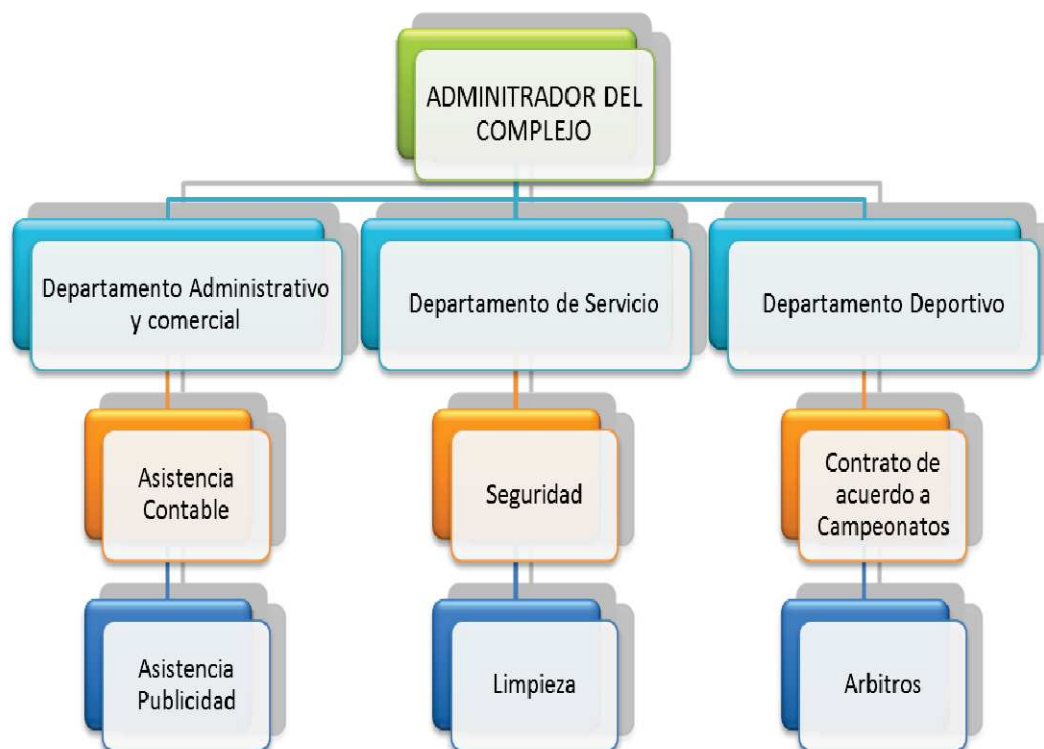 ADMINITRADOR DEL
COMPLEJO
Departamento Administrativo
y comercial
Departamento de Servicio
Departamento Deportivo
Asistencia
Contable
Seguridad
Contrato de
acuerdo a
Campeonatos
Asistencia
Publicidad
Limpieza
Arbitros